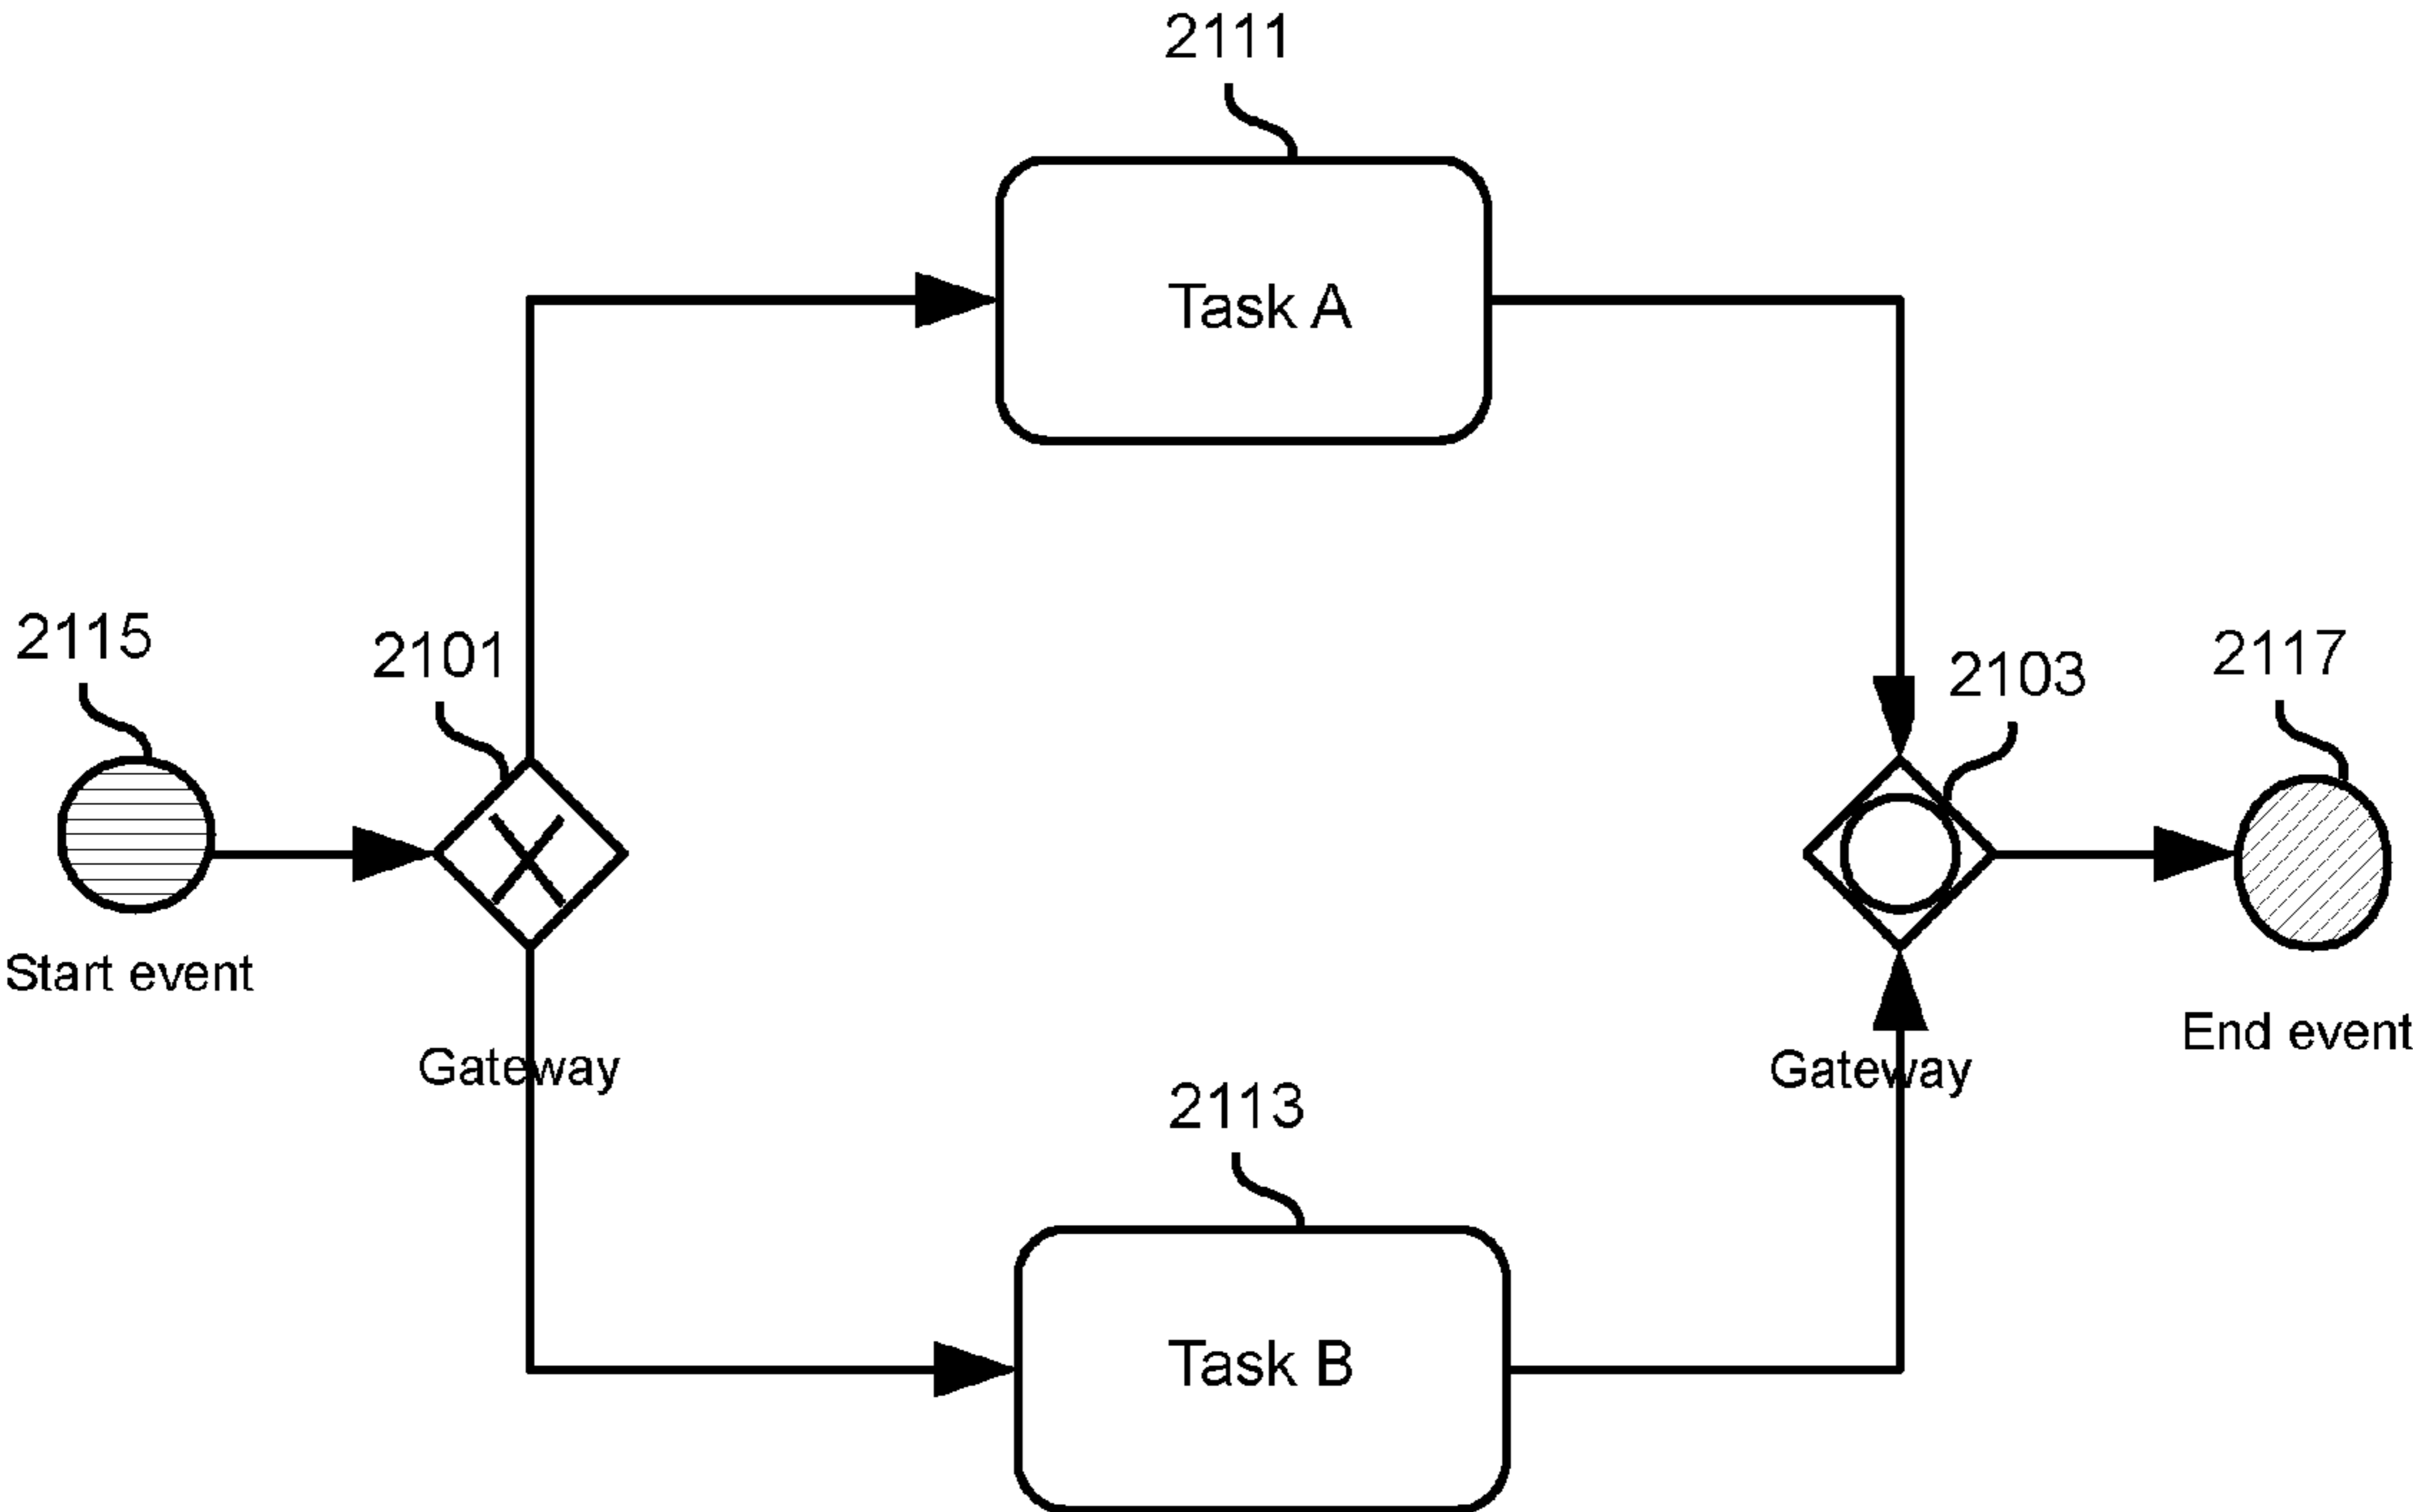 2111
Task A
2115
2101
2103
2117
Start event
Gateway
Gateway
End event
2113
Task B